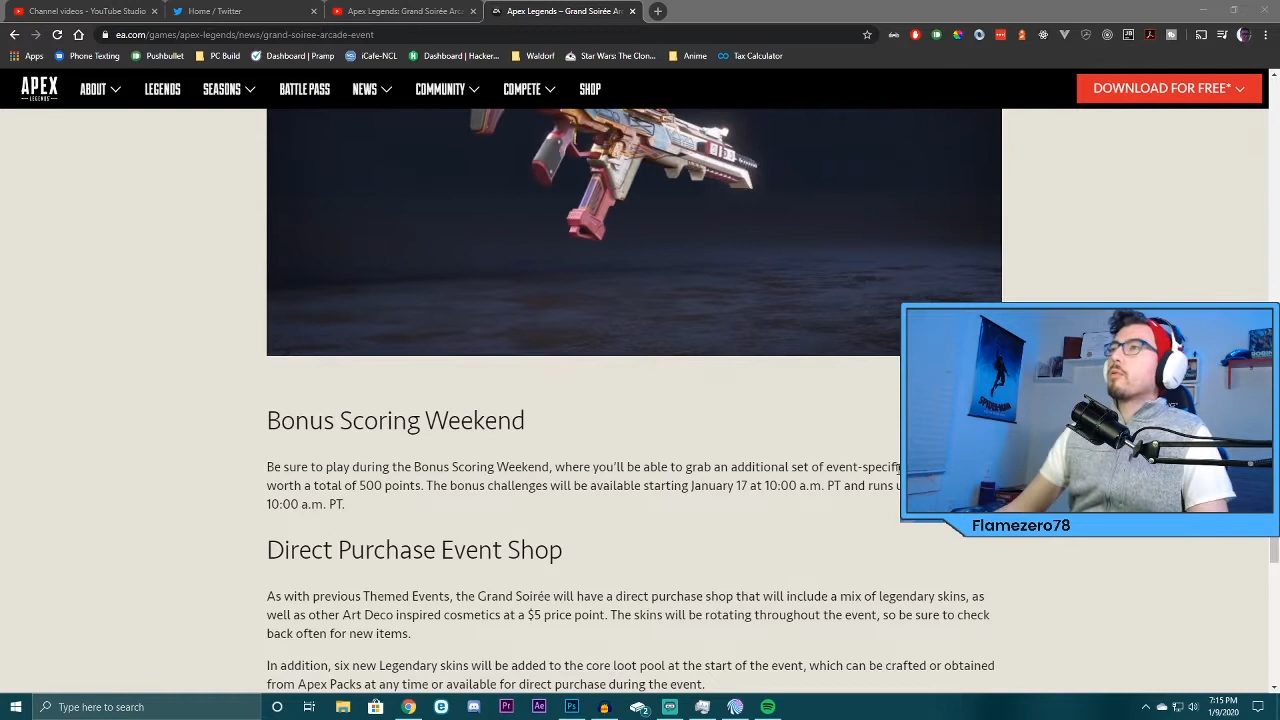 Channel videos - YouTube Studio
Home / Twitter
Apex Legends: Grand Soirée Arc
Apex Legends – Grand Soirée Arc
ea.com/games/apex-legends/news/grand-soiree-arcade-event
Apps
Phone Texting
Pushbullet
PC Build
Dashboard | Pramp
iCafe-NCL
Dashboard | Hacker...
Waldorf
Star Wars: The Clon...
Anime
Tax Calculator
APEX
LEGENDS
ABOUT
LEGENDS
SEASONS
BATTLE PASS
NEWS
COMMUNITY
COMPETE
SHOP
DOWNLOAD FOR FREE*
Bonus Scoring Weekend
Be sure to play during the Bonus Scoring Weekend, where you'll be able to grab an additional set of event-specifi
worth a total of 500 points. The bonus challenges will be available starting January 17 at 10:00 a.m. PT and runs u
10:00 a.m. PT.
SPIDER-MAN
Flamezero78
Direct Purchase Event Shop
As with previous Themed Events, the Grand Soirée will have a direct purchase shop that will include a mix of legendary skins, as
well as other Art Deco inspired cosmetics at a $5 price point. The skins will be rotating throughout the event, so be sure to check
back often for new items.
In addition, six new Legendary skins will be added to the core loot pool at the start of the event, which can be crafted or obtained
from Apex Packs at any time or available for direct purchase during the event.
Type here to search
7:15 PM
1/9/2020